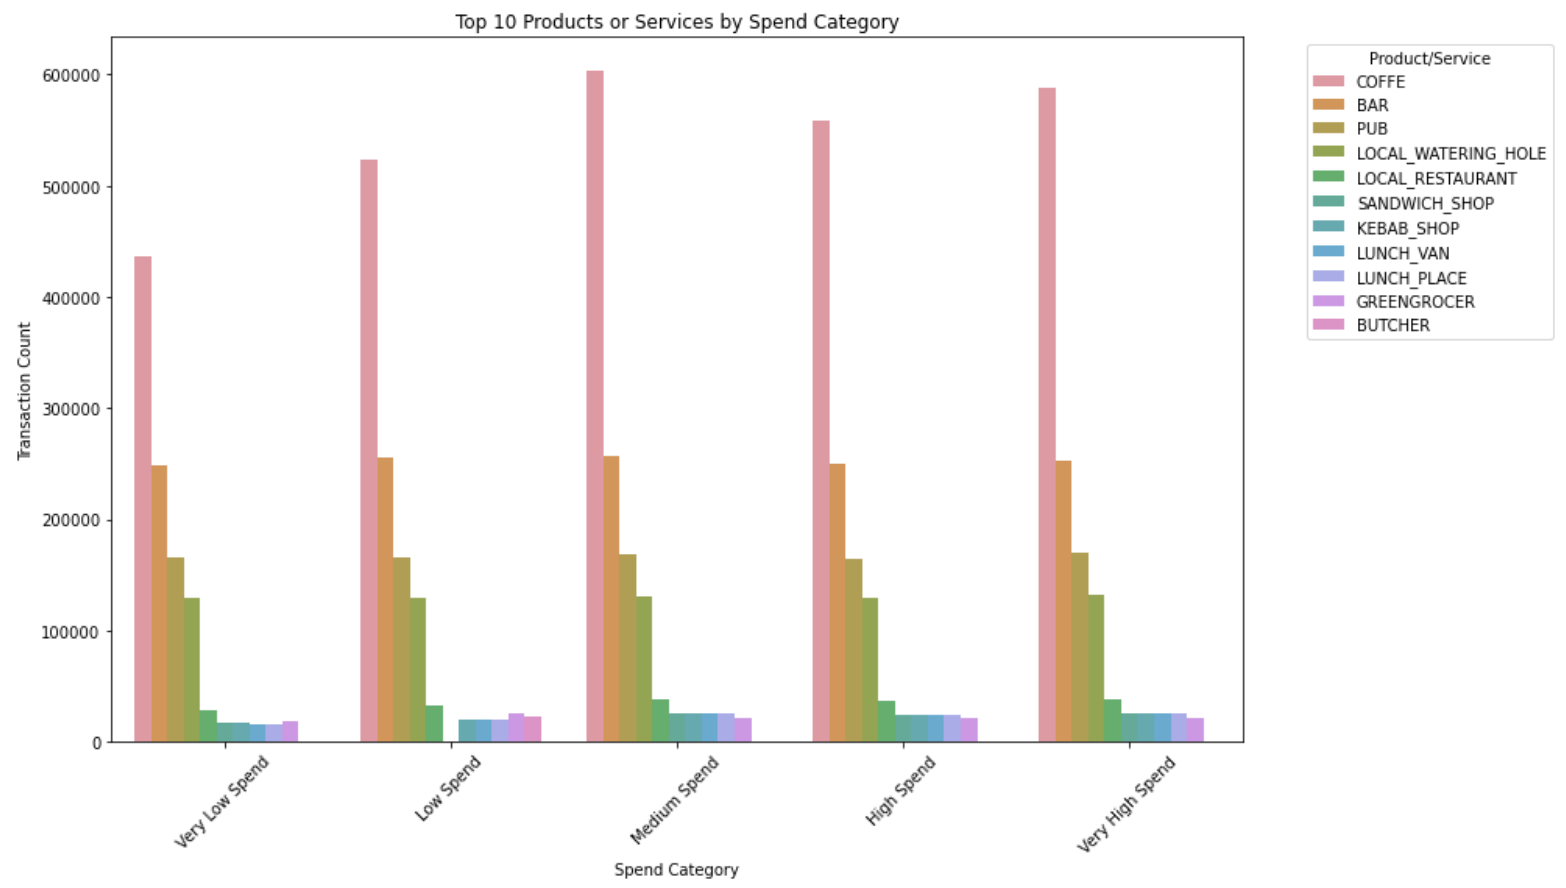 Top 10 Products or Services by Spend Category
600000
500000
400000
300000
200000
100000
0
Transaction Count
Very Low Spend
Low Spend
Medium Spend
High Spend
Very High Spend
Spend Category
Product/Service
COFFE
BAR
PUB
LOCAL_WATERING_HOLE
LOCAL_RESTAURANT
SANDWICH_SHOP
KEBAB_SHOP
LUNCH_VAN
LUNCH_PLACE
GREENGROCER
BUTCHER